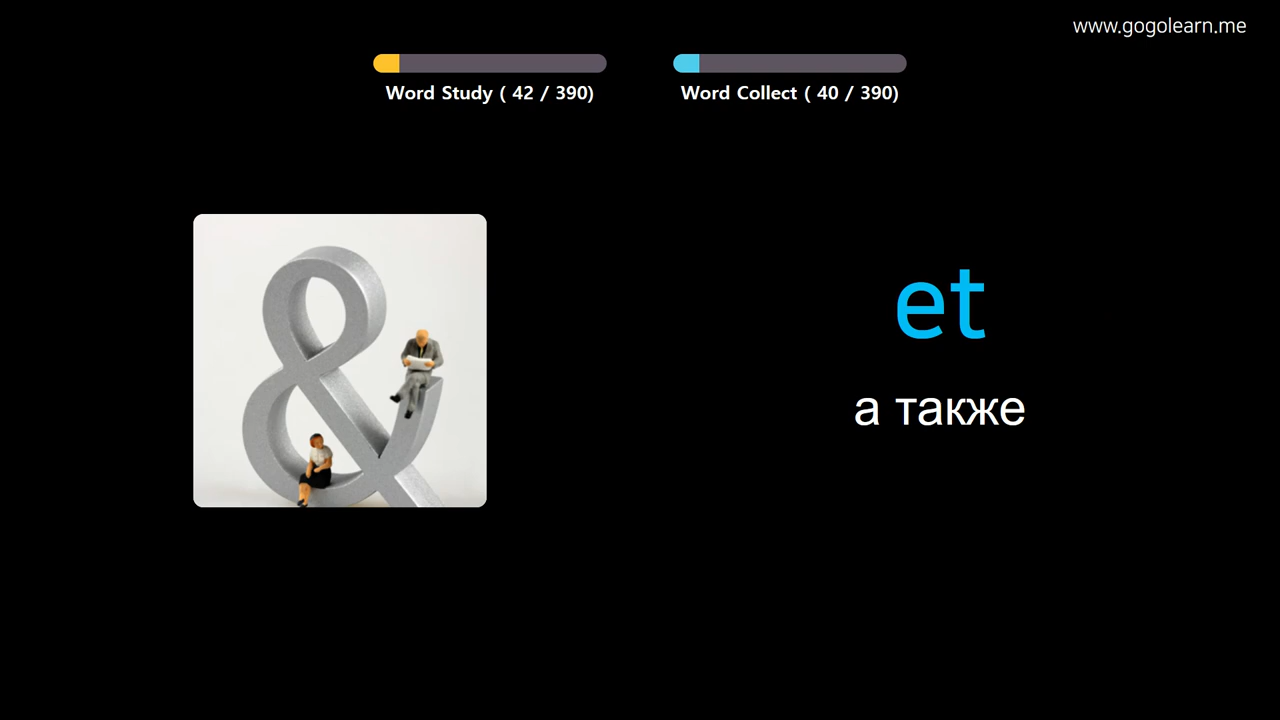 www.gogolearn.me
Word Study ( 42 / 390)
Word Collect ( 40 / 390)
&
et
а также